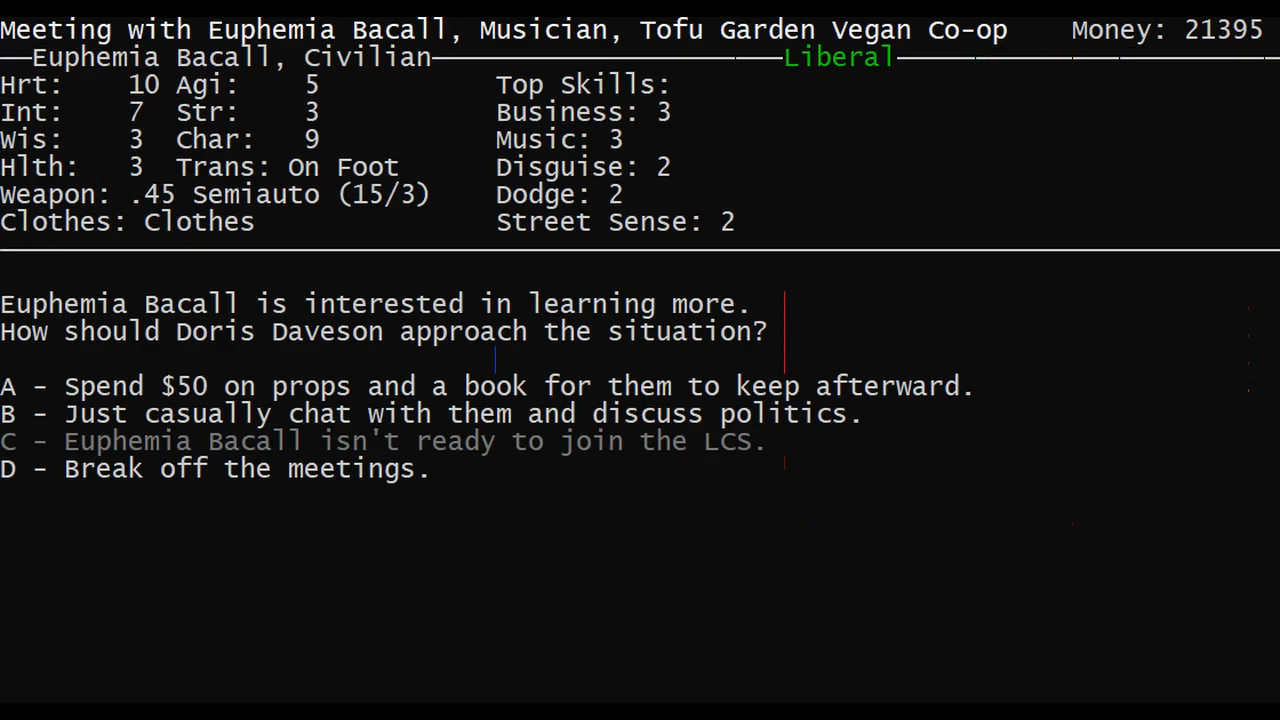 Meeting with Euphemia Bacall, Musician, Tofu Garden Vegan Co-op Money: 21395
Euphemia Bacall, Civilian Liberal
Hrt: 10 Agi: 5 Top Skills:
Int: 7 Str: 3 Business: 3
Wis: 3 Char: 9 Music: 3
Hlth: 3 Trans: On Foot Disguise: 2
Weapon: .45 Semiauto (15/3) Dodge: 2
Clothes: Clothes Street Sense: 2
Euphemia Bacall is interested in learning more.
How should Doris Daveson approach the situation?
A - Spend $50 on props and a book for them to keep afterward.
B - Just casually chat with them and discuss politics.
C - Euphemia Bacall isn't ready to join the LCS.
D - Break off the meetings.